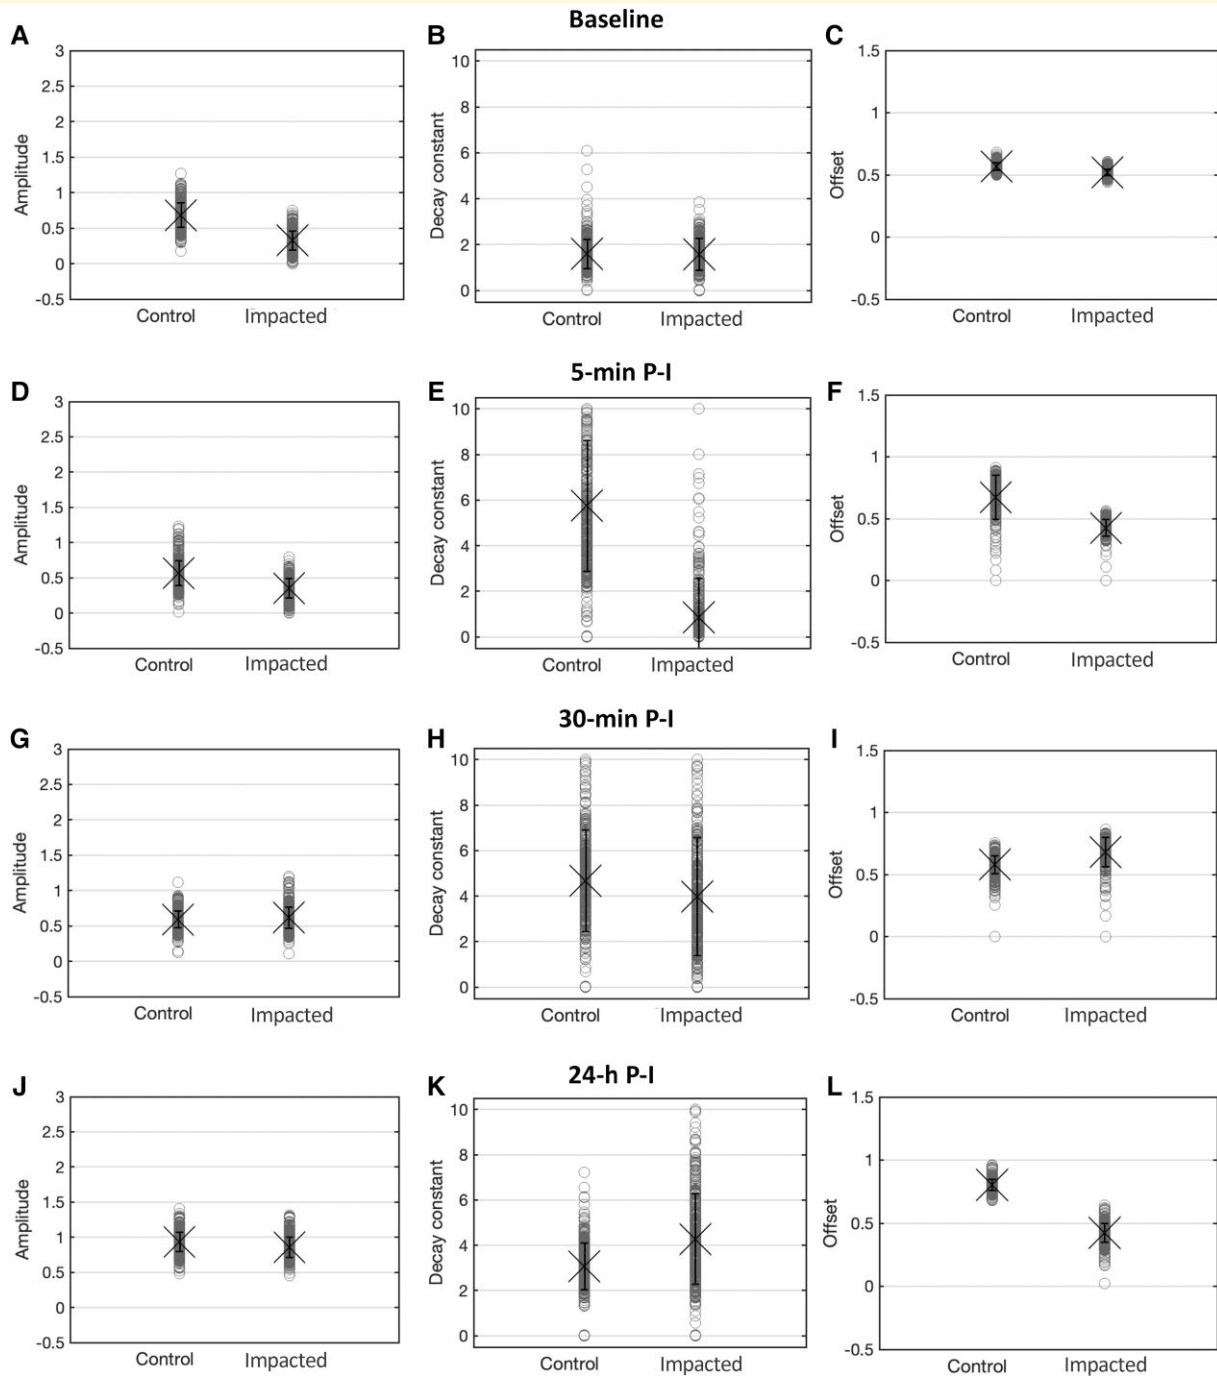 Baseline
A
3
2.5
2
1.5
1
0.5
0
-0.5
Amplitude
Control
Impacted
B
10
8
6
4
2
0
Decay constant
Control
Impacted
C
1.5
1
0.5
0
-0.5
Offset
Control
Impacted
5-min P-I
D
3
2.5
2
1.5
1
0.5
0
-0.5
Amplitude
Control
Impacted
E
10
8
6
4
2
0
Decay constant
Control
Impacted
F
1.5
1
0.5
0
-0.5
Offset
Control
Impacted
30-min P-I
G
3
2.5
2
1.5
1
0.5
0
-0.5
Amplitude
Control
Impacted
H
10
8
6
4
2
0
Decay constant
Control
Impacted
I
1.5
1
0.5
0
-0.5
Offset
Control
Impacted
24-h P-I
J
3
2.5
2
1.5
1
0.5
0
-0.5
Amplitude
Control
Impacted
K
10
8
6
4
2
0
Decay constant
Control
Impacted
L
1.5
1
0.5
0
-0.5
Offset
Control
Impacted